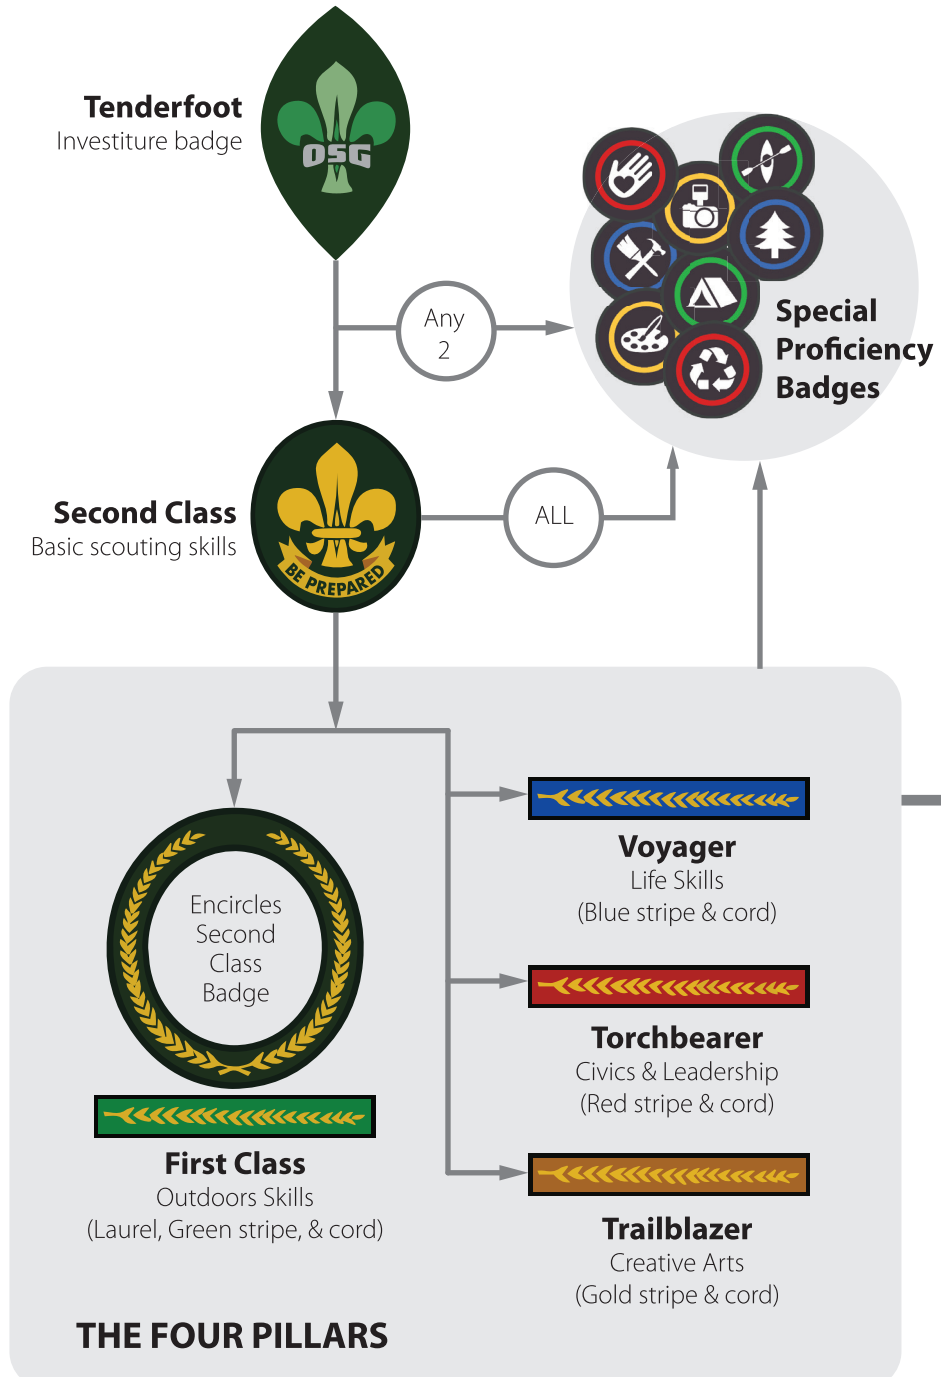 Tenderfoot
Investiture badge
OSG
Any
2
Special
Proficiency
Badges
Second Class
Basic scouting skills
BE PREPARED
ALL
Encircles
Second
Class
Badge
First Class
Outdoors Skills
(Laurel, Green stripe, & cord)
Voyager
Life Skills
(Blue stripe & cord)
Torchbearer
Civics & Leadership
(Red stripe & cord)
Trailblazer
Creative Arts
(Gold stripe & cord)
THE FOUR PILLARS